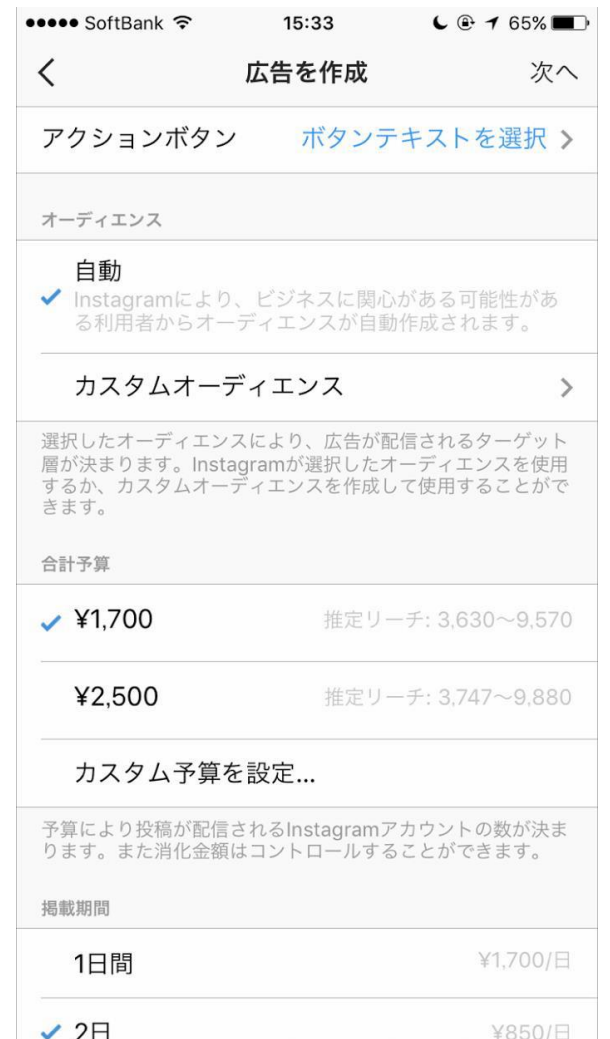 SoftBank 15:33 65%
広告を作成 次へ
アクションボタン ボタンテキストを選択
オーディエンス
自動
Instagramにより、ビジネスに関心がある可能性があ
る利用者からオーディエンスが自動作成されます。
カスタムオーディエンス
選択したオーディエンスにより、広告が配信されるターゲット
層が決まります。Instagramが選択したオーディエンスを使用
するか、カスタムオーディエンスを作成して使用することがで
きます。
合計予算
¥1,700 推定リーチ: 3,630〜9,570
¥2,500 推定リーチ: 3,747〜9,880
カスタム予算を設定...
予算により投稿が配信されるInstagramアカウントの数が決ま
ります。また消化金額はコントロールすることができます。
掲載期間
1日間 ¥1,700/日
2日 ¥850/日